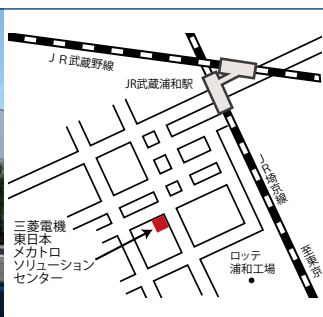 JR武蔵野線
JR武蔵浦和駅
JR埼京線
三菱電機
東日本
メカトロ
ソリューション
センター
ロッテ
浦和工場
至東京